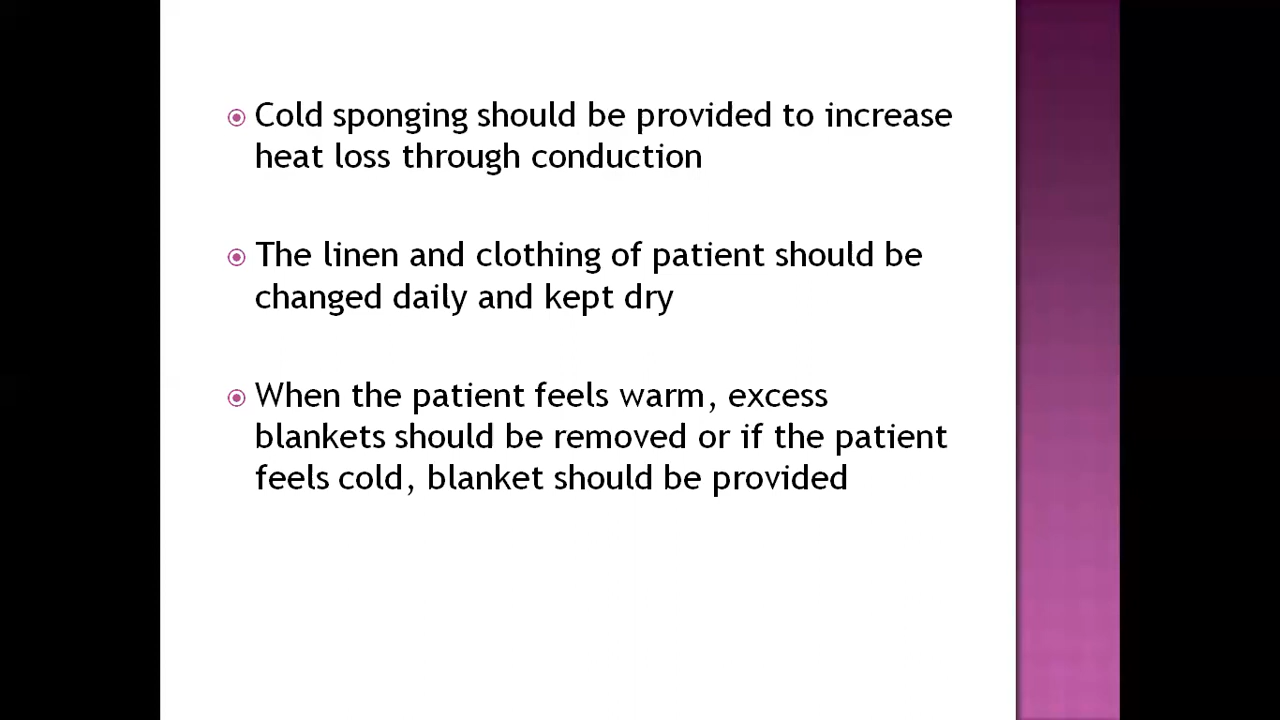 Cold sponging should be provided to increase
heat loss through conduction
The linen and clothing of patient should be
changed daily and kept dry
When the patient feels warm, excess
blankets should be removed or if the patient
feels cold, blanket should be provided